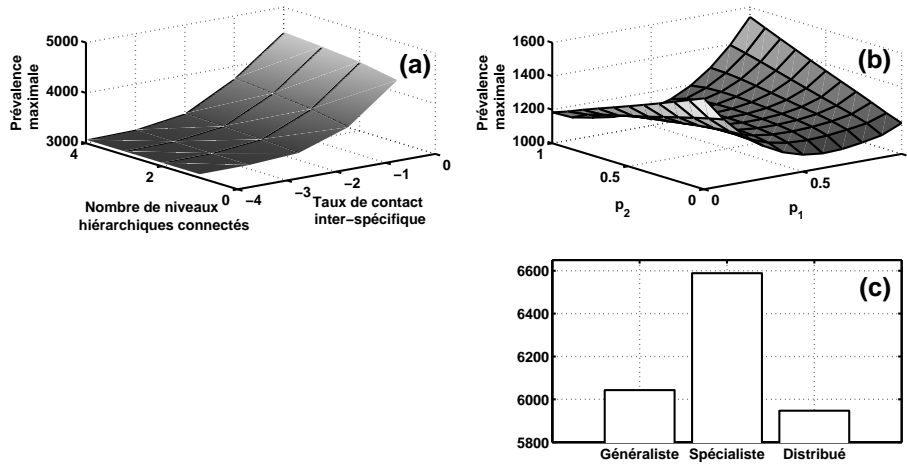 (a)
Prévalence
maximale
5000
4000
3000
4
2
0
Nombre de niveaux
hiérarchiques connectés
−4
−3
−2
−1
0
Taux de contact
inter−spécifique
(b)
Prévalence
maximale
1600
1400
1200
1000
1
0.5
0
p2
0
0.5
p1
(c)
6600
6400
6200
6000
5800
Généraliste Spécialiste Distribué